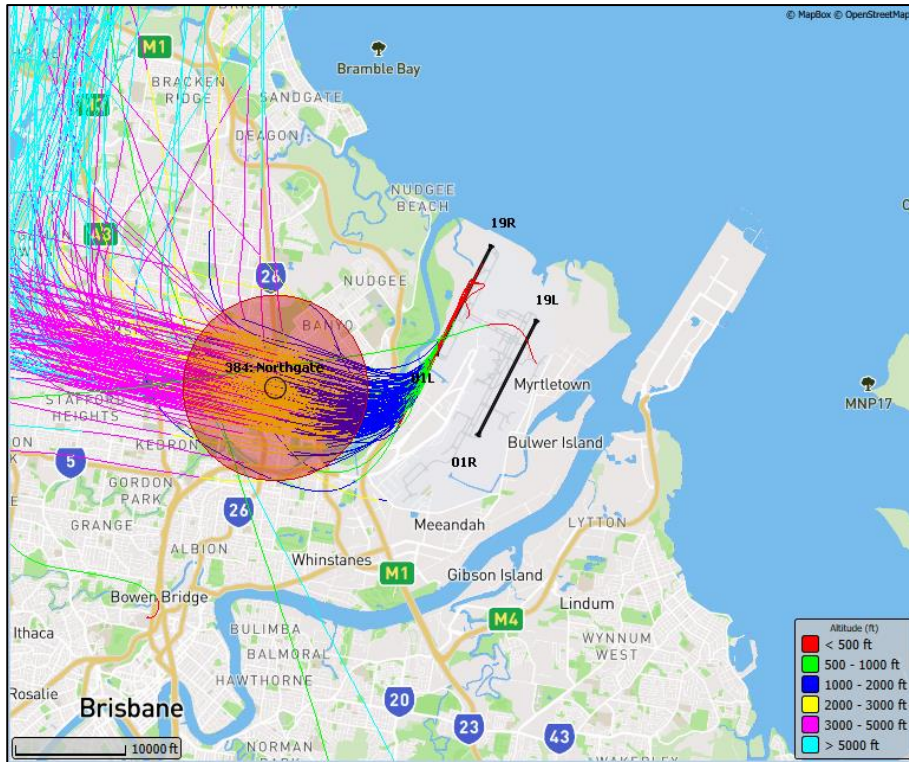 © MapBox © OpenStreetMap
M1
Bramble Bay
BRACKEN
RIDGE
SANDGATE
M3
DEAGON
NUDGEE
BEACH
19R
A3
26
NUDGEE
19L
BANYO
384: Northgate
01L
Myrtletown
MNP17
STAFFORD
HEIGHTS
KEDRON
Bulwer Island
01R
5
GORDON
PARK
26
Meeandah
LYTTON
GRANGE
ALBION
Whinstanes
M1
Gibson Island
Bowen Bridge
Lindum
M4
Ithaca
BULIMBA
WYNNUM
WEST
BALMORAL
HAWTHORNE
Rosalie
20
Brisbane
23
43
NORMAN
PARK
WAKERLEY
10000 ft
Altitude (ft)
< 500 ft
500 - 1000 ft
1000 - 2000 ft
2000 - 3000 ft
3000 - 5000 ft
> 5000 ft